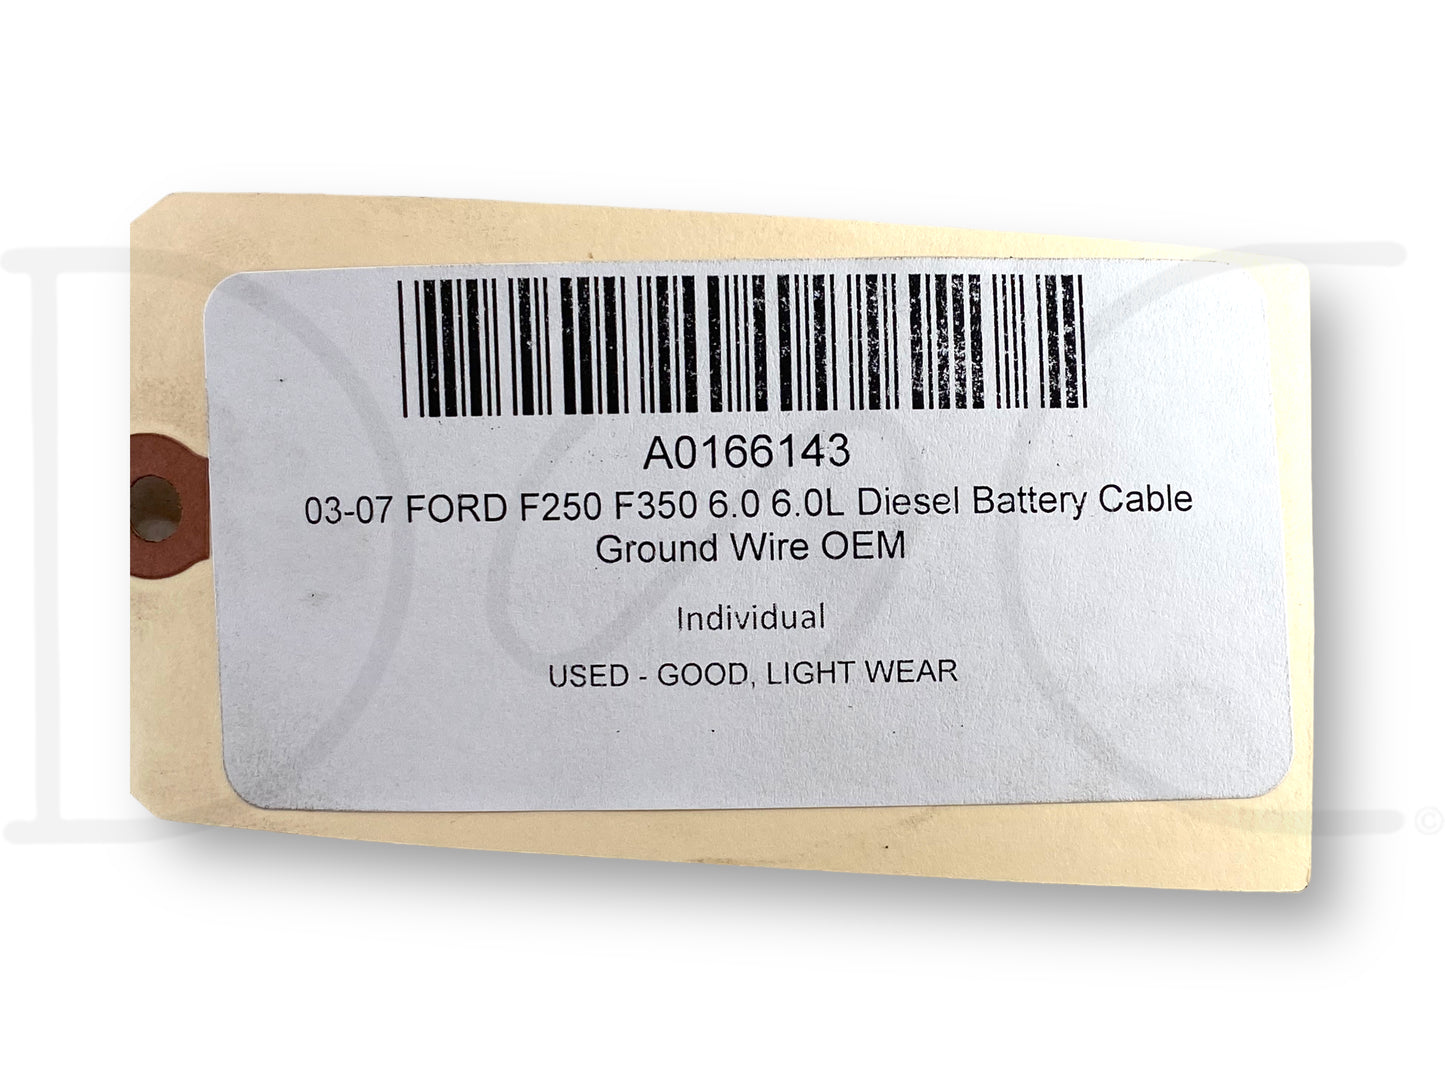 A0166143
03-07 FORD F250 F350 6.0 6.0L Diesel Battery Cable
Ground Wire OEM
Individual
USED - GOOD, LIGHT WEAR
©